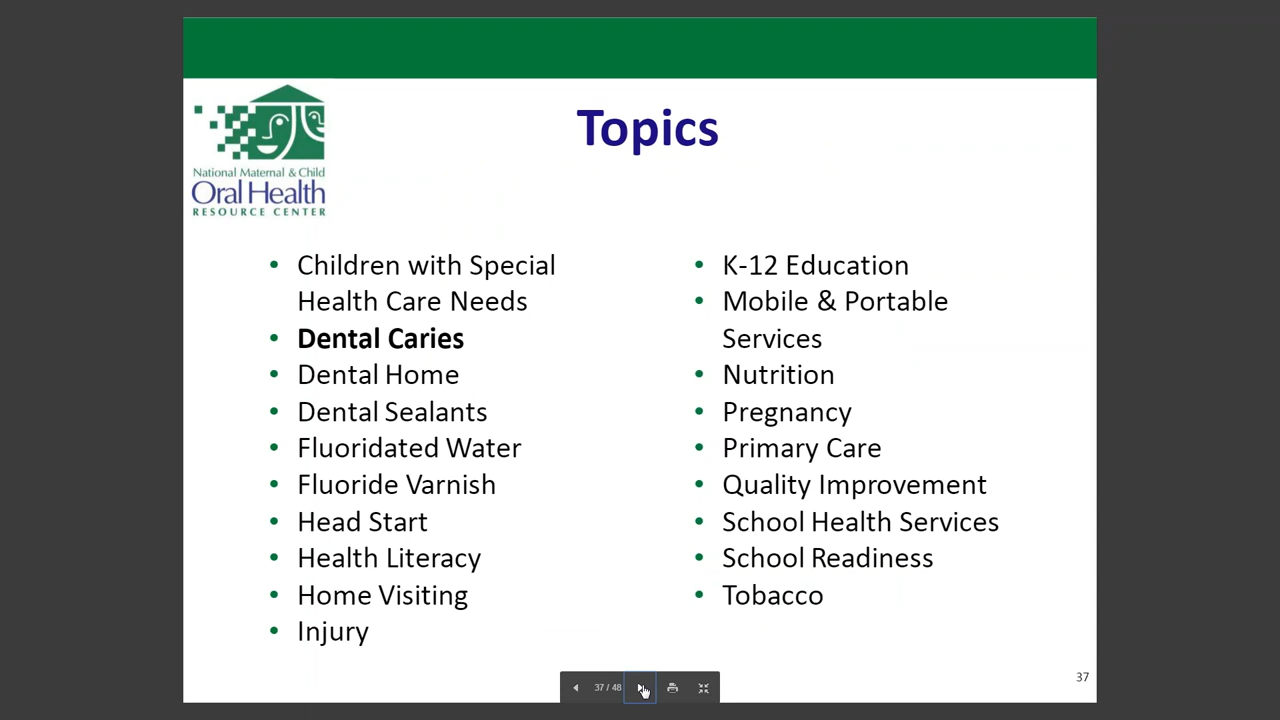 Topics
National Maternal & Child
Oral Health
RESOURCE CENTER
• Children with Special
Health Care Needs
• Dental Caries
• Dental Home
• Dental Sealants
• Fluoridated Water
• Fluoride Varnish
• Head Start
• Health Literacy
• Home Visiting
• Injury
• K-12 Education
• Mobile & Portable
Services
• Nutrition
• Pregnancy
• Primary Care
• Quality Improvement
• School Health Services
• School Readiness
• Tobacco
37
37 / 48